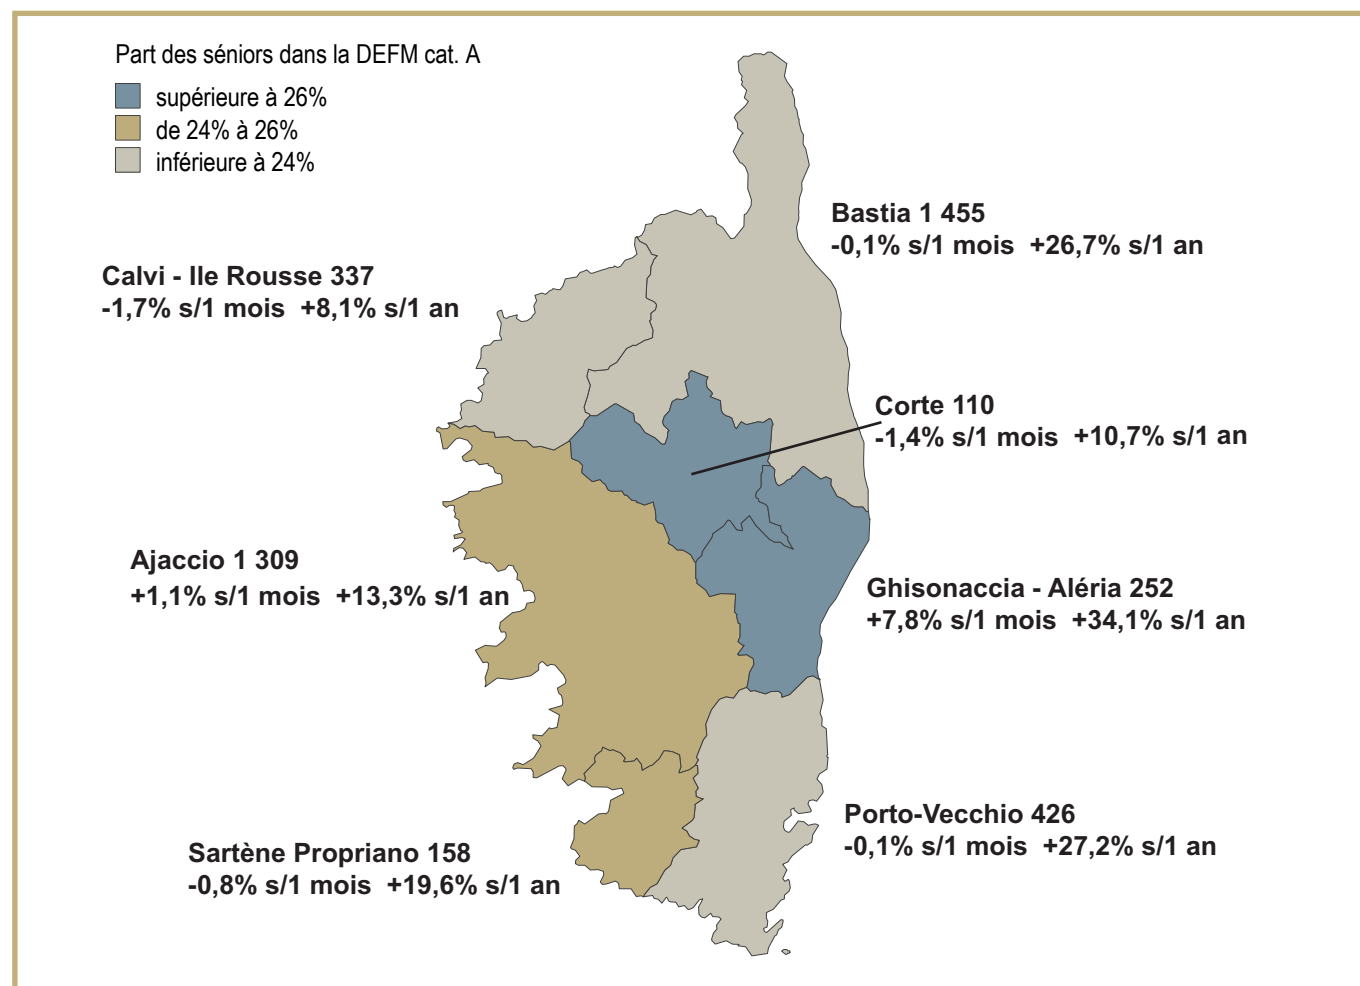 Part des séniors dans la DEFM cat. A
supérieure à 26%
de 24% à 26%
inférieure à 24%
Bastia 1 455
-0,1% s/1 mois +26,7% s/1 an
Calvi - Ile Rousse 337
-1,7% s/1 mois +8,1% s/1 an
Corte 110
-1,4% s/1 mois +10,7% s/1 an
Ajaccio 1 309
+1,1% s/1 mois +13,3% s/1 an
Ghisonaccia - Aléria 252
+7,8% s/1 mois +34,1% s/1 an
Porto-Vecchio 426
-0,1% s/1 mois +27,2% s/1 an
Sartène Propriano 158
-0,8% s/1 mois +19,6% s/1 an